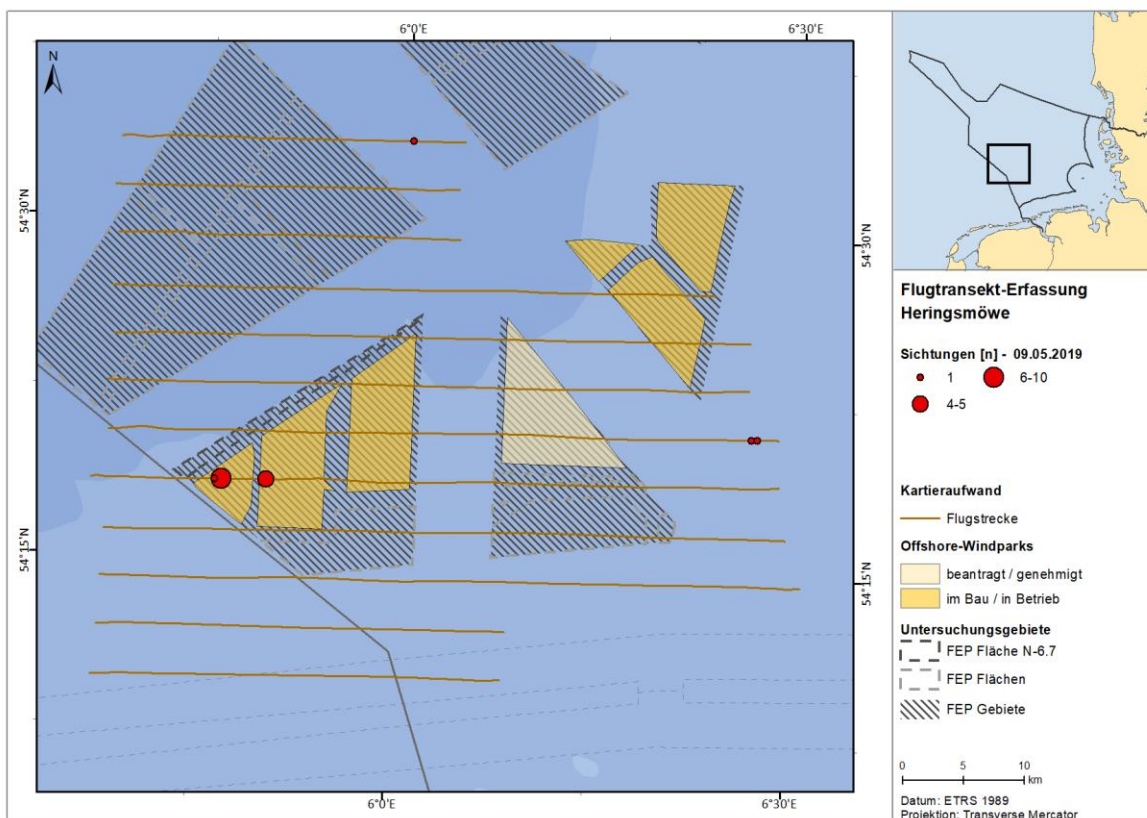 6°0'E
6°30'E
N
54°30'N
54°30'N
54°15'N
54°15'N
6°0'E
6°30'E
Flugtransekt-Erfassung
Heringsmöwe
Sichtungen [n] - 09.05.2019
1
6-10
4-5
Kartieraufwand
Flugstrecke
Offshore-Windparks
beantragt / genehmigt
im Bau / in Betrieb
Untersuchungsgebiete
FEP Fläche N-6.7
FEP Flächen
FEP Gebiete
0 5 10
km
Datum: ETRS 1989
Projektion: Transverse Mercator